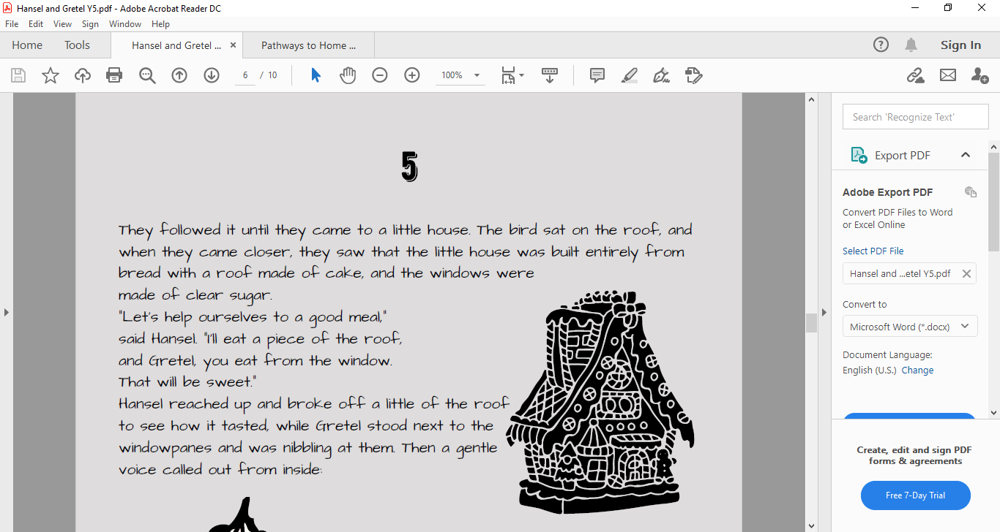 Hansel and Gretel Y5.pdf - Adobe Acrobat Reader DC
File Edit View Sign Window Help
Home Tools Hansel and Gretel ... × Pathways to Home ... Sign In
6 / 10 100%
Search 'Recognize Text'
5
Export PDF
Adobe Export PDF
Convert PDF Files to Word
or Excel Online
Select PDF File
Hansel and ...etel Y5.pdf
Convert to
Microsoft Word (*.docx)
Document Language:
English (U.S.) Change
Create, edit and sign PDF
forms & agreements
Free 7-Day Trial
They followed it until they came to a little house. The bird sat on the roof, and
when they came closer, they saw that the little house was built entirely from
bread with a roof made of cake, and the windows were
made of clear sugar.
"Let's help ourselves to a good meal,"
said Hansel. "I'll eat a piece of the roof,
and Gretel, you eat from the window.
That will be sweet."
Hansel reached up and broke off a little of the roof
to see how it tasted, while Gretel stood next to the
windowpanes and was nibbling at them. Then a gentle
voice called out from inside: